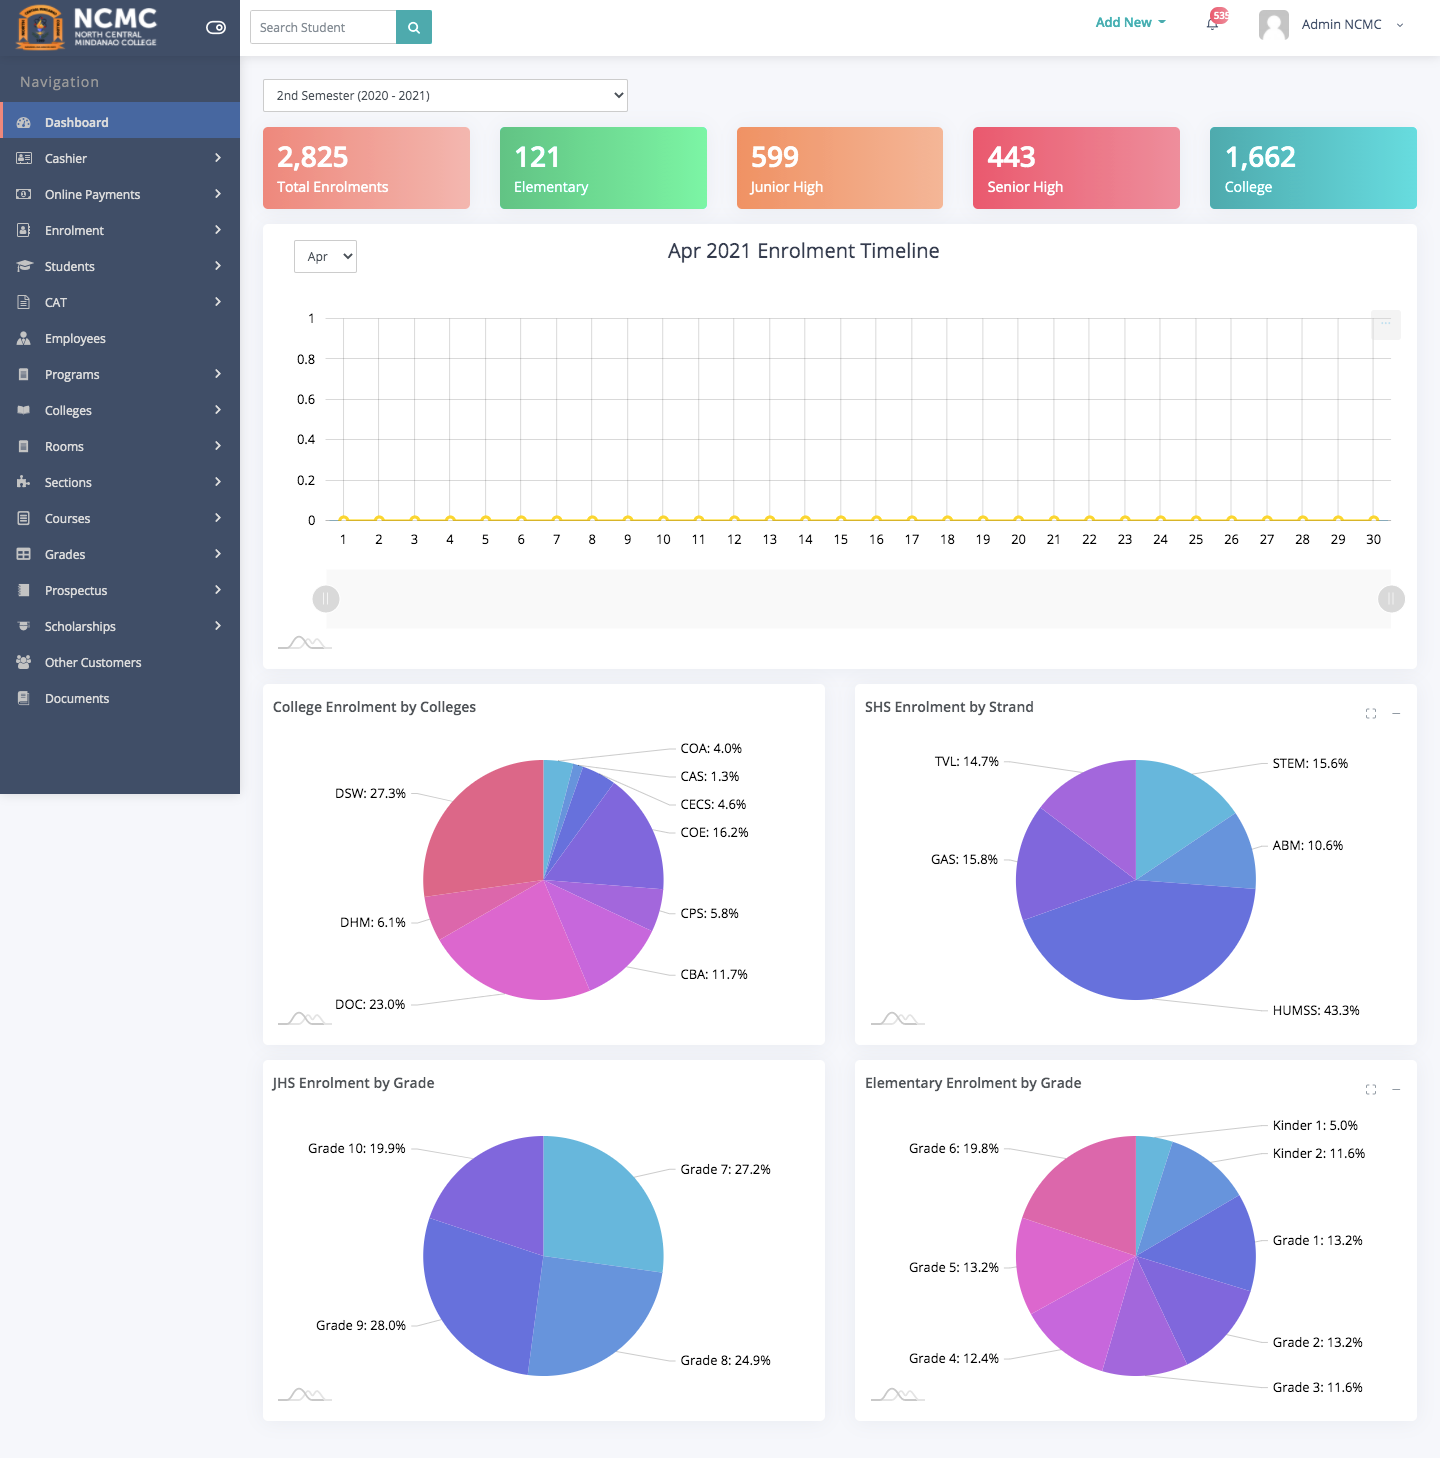 NCMC
NORTH CENTRAL
MINDANAO COLLEGE
Search Student
Add New
535
Admin NCMC
Navigation
Dashboard
Cashier
Online Payments
Enrolment
Students
CAT
Employees
Programs
Colleges
Rooms
Sections
Courses
Grades
Prospectus
Scholarships
Other Customers
Documents
2nd Semester (2020 - 2021)
2,825
Total Enrolments
121
Elementary
599
Junior High
443
Senior High
1,662
College
Apr
Apr 2021 Enrolment Timeline
1
0.8
0.6
0.4
0.2
0
1 2 3 4 5 6 7 8 9 10 11 12 13 14 15 16 17 18 19 20 21 22 23 24 25 26 27 28 29 30
College Enrolment by Colleges
COA: 4.0%
CAS: 1.3%
CECS: 4.6%
COE: 16.2%
CPS: 5.8%
CBA: 11.7%
DOC: 23.0%
DHM: 6.1%
DSW: 27.3%
SHS Enrolment by Strand
STEM: 15.6%
ABM: 10.6%
HUMSS: 43.3%
GAS: 15.8%
TVL: 14.7%
JHS Enrolment by Grade
Grade 7: 27.2%
Grade 8: 24.9%
Grade 9: 28.0%
Grade 10: 19.9%
Elementary Enrolment by Grade
Kinder 1: 5.0%
Kinder 2: 11.6%
Grade 1: 13.2%
Grade 2: 13.2%
Grade 3: 11.6%
Grade 4: 12.4%
Grade 5: 13.2%
Grade 6: 19.8%